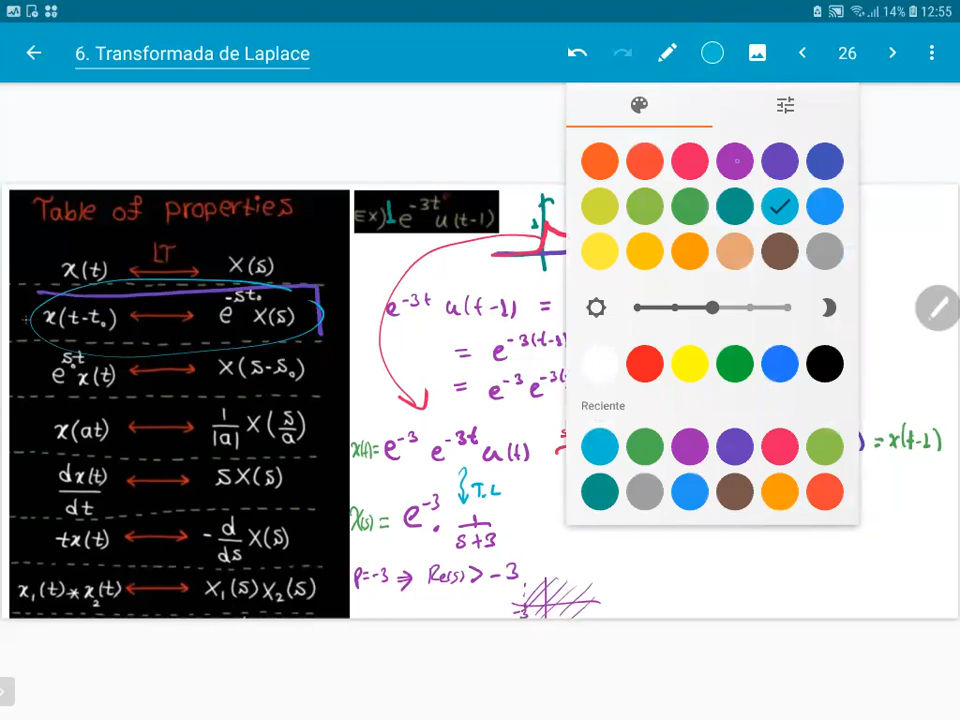 14% 12:55
6. Transformada de Laplace
26
Table of properties
LT
x(t) ⟷ X(s)
x(t-t₀) ⟷ e^-st₀ X(s)
e^s₀t x(t) ⟷ X(s-s₀)
x(at) ⟷ 1/|a| X(s/a)
dx(t)/dt ⟷ sX(s)
tx(t) ⟷ -d/ds X(s)
x₁(t)*x₂(t) ⟷ X₁(s)X₂(s)
EX) 1 e^-3t u(t-1)
e^-3t u(t-1) =
= e^-3(t-1
= e^-3 e^-3(
x(t)= e^-3 e^-3t u(t)
) = x(t-1)
T.L
X(s) = e^-3 · 1/s+3
p=-3 ⇒ Re(s) > -3
-3
Reciente